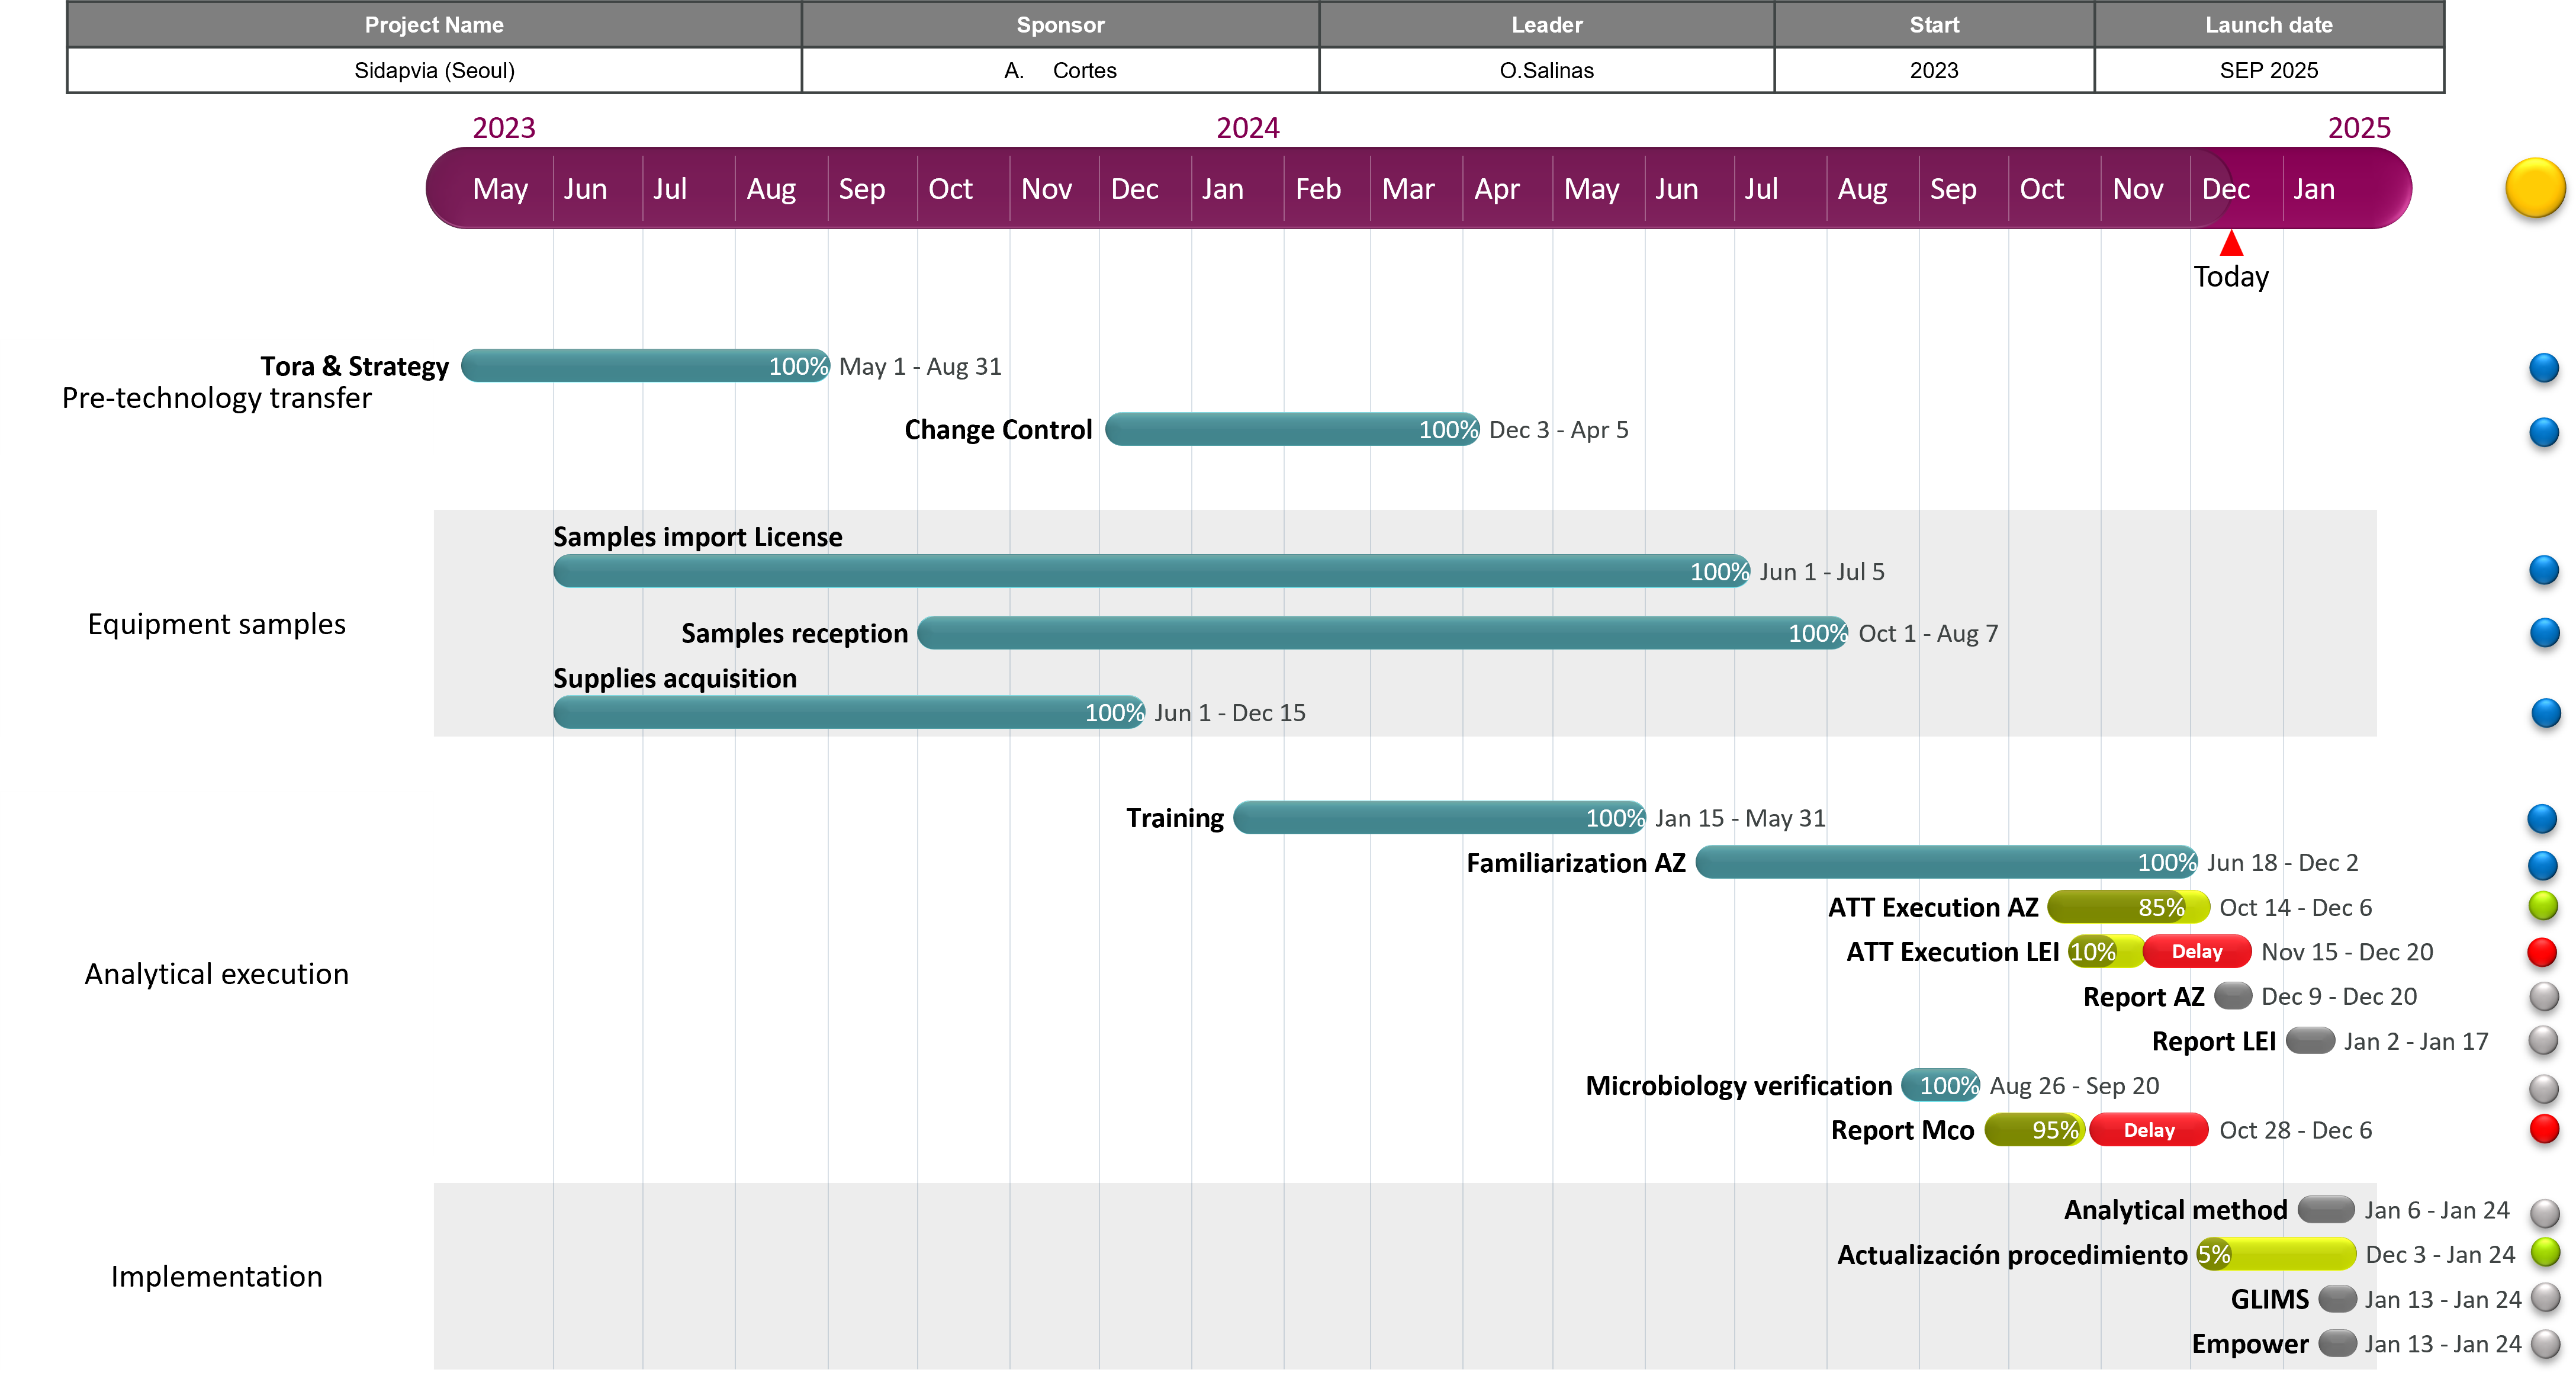 Project Name Sponsor Leader Start Launch date
Sidapvia (Seoul) A. Cortes O.Salinas 2023 SEP 2025
2023 2024 2025
May Jun Jul Aug Sep Oct Nov Dec Jan Feb Mar Apr May Jun Jul Aug Sep Oct Nov Dec Jan
Today
Pre-technology transfer
Tora & Strategy 100% May 1 - Aug 31
Change Control 100% Dec 3 - Apr 5
Equipment samples
Samples import License
100% Jun 1 - Jul 5
Samples reception 100% Oct 1 - Aug 7
Supplies acquisition
100% Jun 1 - Dec 15
Analytical execution
Training 100% Jan 15 - May 31
Familiarization AZ 100% Jun 18 - Dec 2
ATT Execution AZ 85% Oct 14 - Dec 6
ATT Execution LEI 10% Delay Nov 15 - Dec 20
Report AZ Dec 9 - Dec 20
Report LEI Jan 2 - Jan 17
Microbiology verification 100% Aug 26 - Sep 20
Report Mco 95% Delay Oct 28 - Dec 6
Implementation
Analytical method Jan 6 - Jan 24
Actualización procedimiento 5% Dec 3 - Jan 24
GLIMS Jan 13 - Jan 24
Empower Jan 13 - Jan 24